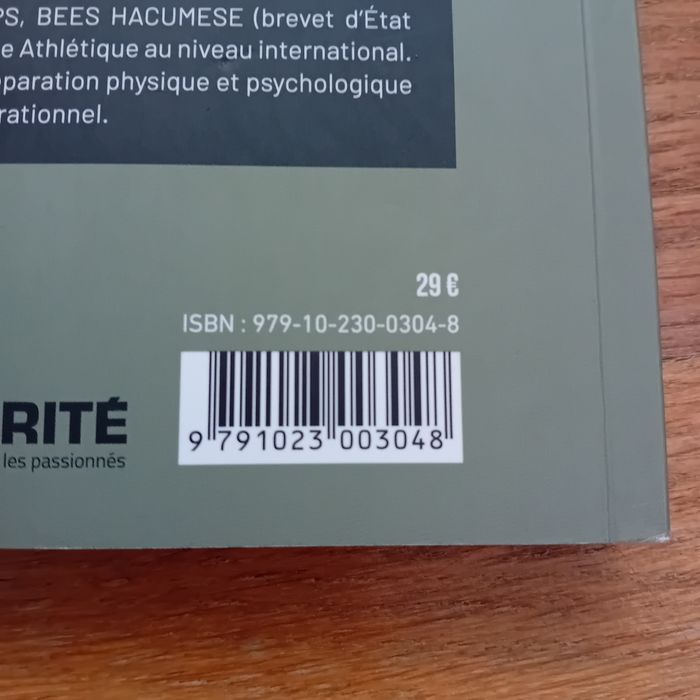 PS, BEES HACUMESE (brevet d'État
e Athlétique au niveau international.
paration physique et psychologique
rationnel.
29 €
ISBN : 979-10-230-0304-8
9 791023 003048
RITÉ
les passionnés